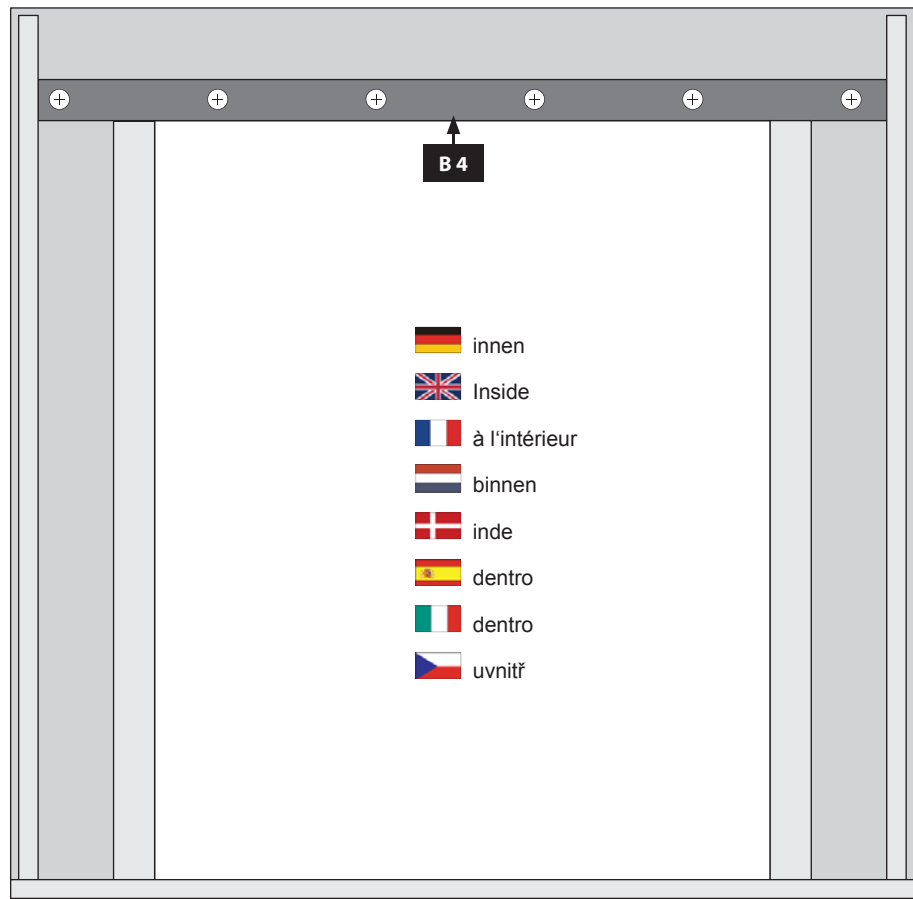 B 4
innen
Inside
à l‘intérieur
binnen
inde
dentro
dentro
uvnitř